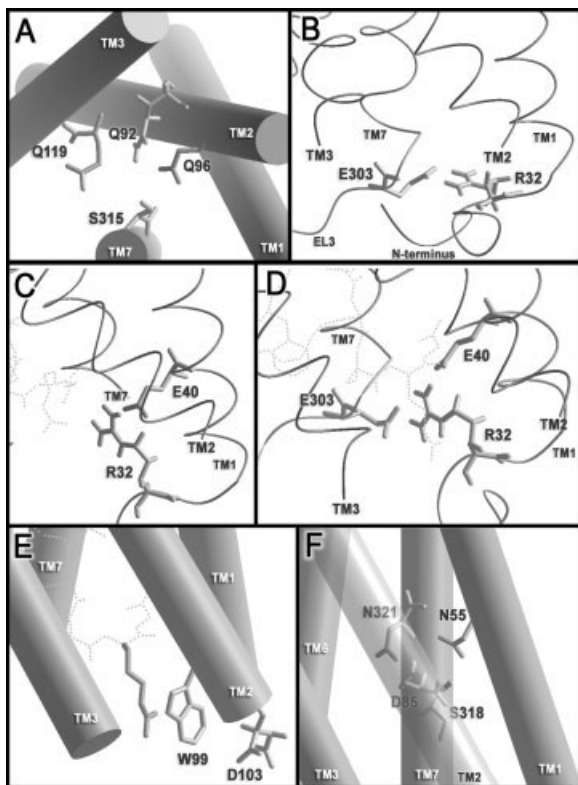 A
TM3
Q92
TM2
Q119
Q96
S315
TM7
TM1
B
TM7
TM3
TM1
TM2
E303
R32
EL3
N-terminus
C
E40
TM7
TM2
R32
TM1
D
TM7
E40
E303
TM2
R32
TM1
TM3
E
TM7
TM1
TM2
TM3
W99
D103
F
N321
N55
TM6
D85
S318
TM3
TM7
TM2
TM1